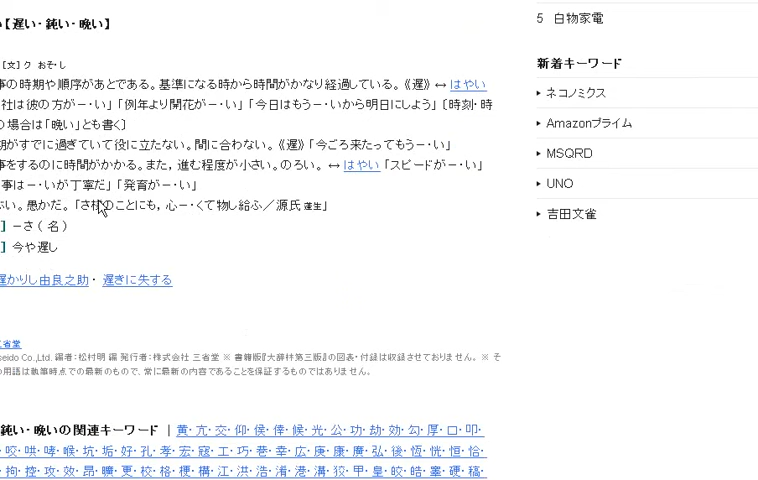 い【遅い・鈍い・晩い】
［文］ク おそ・し
事の時期や順序があとである。基準になる時から時間がかなり経過している。《遅》 ↔ はやい
社は彼の方が－・い」「例年より開花が－・い」「今日はもう－・いから明日にしよう」〔時刻・時
の場合は「晩い」とも書く〕
期がすでに過ぎていて役に立たない。間に合わない。《遅》「今ごろ来たってもう－・い」
事をするのに時間がかかる。また，進む程度が小さい。のろい。 ↔ はやい「スピードが－・い」
事は－・いが丁寧だ」「発育が－・い」
ぶい。愚かだ。「さ様のことにも，心－・くて物し給ふ／源氏 蓬生」
］－さ（名）
］今や遅し
遅かりし由良之助・ 遅きに失する
三省堂
seido Co.,Ltd. 編者：松村明 編 発行者：株式会社 三省堂 ※ 書籍版『大辞林第三版』の図表・付録は収録させておりません。 ※ そ
の用語は執筆時点での最新のもので、常に最新の内容であることを保証するものではありません。
鈍い・晩いの関連キーワード ｜ 黄・亢・交・仰・侯・倖・候・光・公・功・劫・効・勾・厚・口・叩・
咬・哄・哮・喉・坑・垢・好・孔・孝・宏・寇・工・巧・巷・幸・広・庚・康・廣・弘・後・恆・恍・恒・恰・
拘・控・攻・效・昂・曠・更・校・格・梗・構・江・洪・浩・淆・港・溝・狡・甲・皇・皎・皓・睾・硬・稿・
5 白物家電
新着キーワード
ネコノミクス
Amazonプライム
MSQRD
UNO
吉田文雀